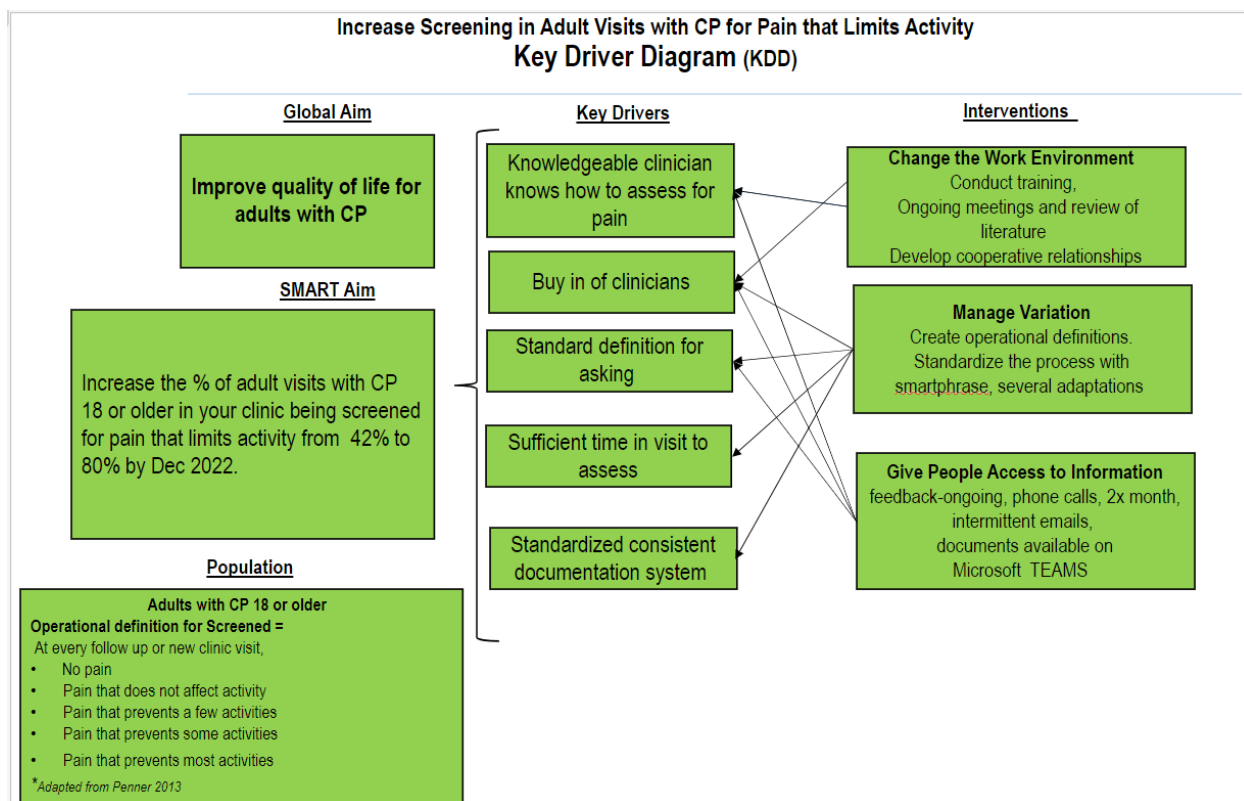 Increase Screening in Adult Visits with CP for Pain that Limits Activity
Key Driver Diagram (KDD)
Global Aim
Improve quality of life for
adults with CP
SMART Aim
Increase the % of adult visits with CP
18 or older in your clinic being screened
for pain that limits activity from 42% to
80% by Dec 2022.
Population
Adults with CP 18 or older
Operational definition for Screened =
At every follow up or new clinic visit,
• No pain
• Pain that does not affect activity
• Pain that prevents a few activities
• Pain that prevents some activities
• Pain that prevents most activities
*Adapted from Penner 2013
Key Drivers
Knowledgeable clinician
knows how to assess for
pain
Buy in of clinicians
Standard definition for
asking
Sufficient time in visit to
assess
Standardized consistent
documentation system
Interventions
Change the Work Environment
Conduct training,
Ongoing meetings and review of
literature
Develop cooperative relationships
Manage Variation
Create operational definitions.
Standardize the process with
smartphrase, several adaptations
Give People Access to Information
feedback-ongoing, phone calls, 2x month,
intermittent emails,
documents available on
Microsoft TEAMS